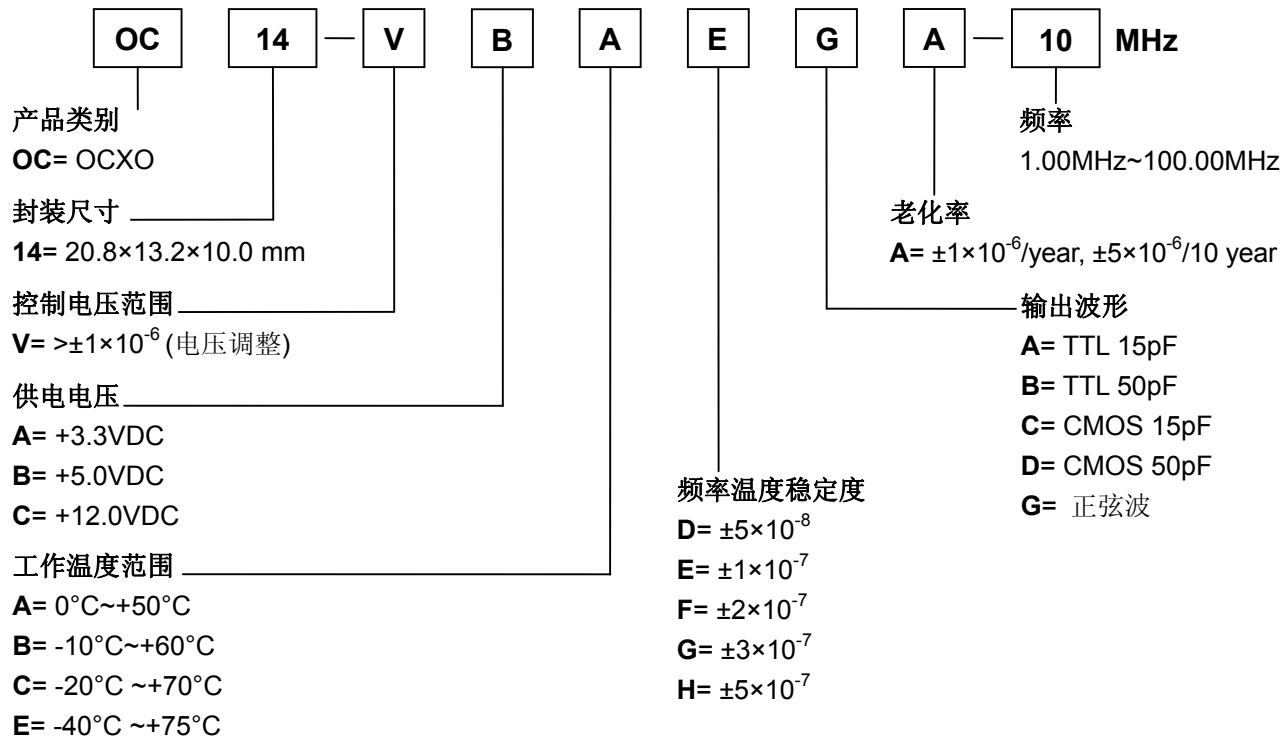 OC 14 — V B A E G A — 10 MHz
产品类别
OC= OCXO
封装尺寸
14= 20.8×13.2×10.0 mm
控制电压范围
V= >±1×10⁻⁶ (电压调整)
供电电压
A= +3.3VDC
B= +5.0VDC
C= +12.0VDC
工作温度范围
A= 0°C~+50°C
B= -10°C~+60°C
C= -20°C ~+70°C
E= -40°C ~+75°C
频率温度稳定度
D= ±5×10⁻⁸
E= ±1×10⁻⁷
F= ±2×10⁻⁷
G= ±3×10⁻⁷
H= ±5×10⁻⁷
频率
1.00MHz~100.00MHz
老化率
A= ±1×10⁻⁶/year, ±5×10⁻⁶/10 year
输出波形
A= TTL 15pF
B= TTL 50pF
C= CMOS 15pF
D= CMOS 50pF
G= 正弦波